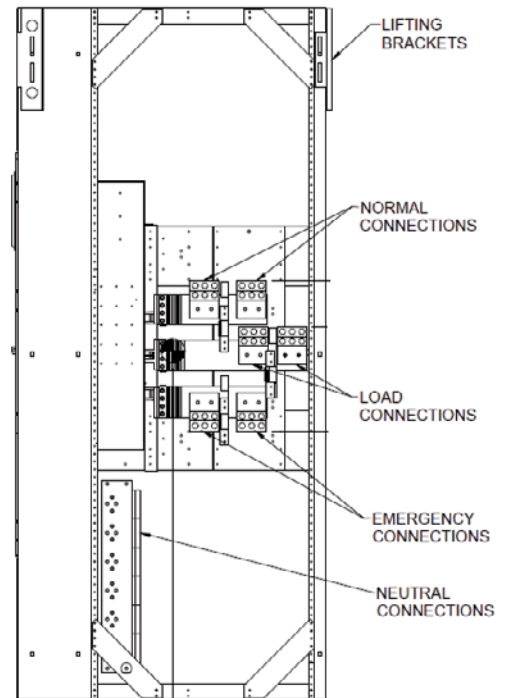 LIFTING
BRACKETS
NORMAL
CONNECTIONS
LOAD
CONNECTIONS
EMERGENCY
CONNECTIONS
NEUTRAL
CONNECTIONS